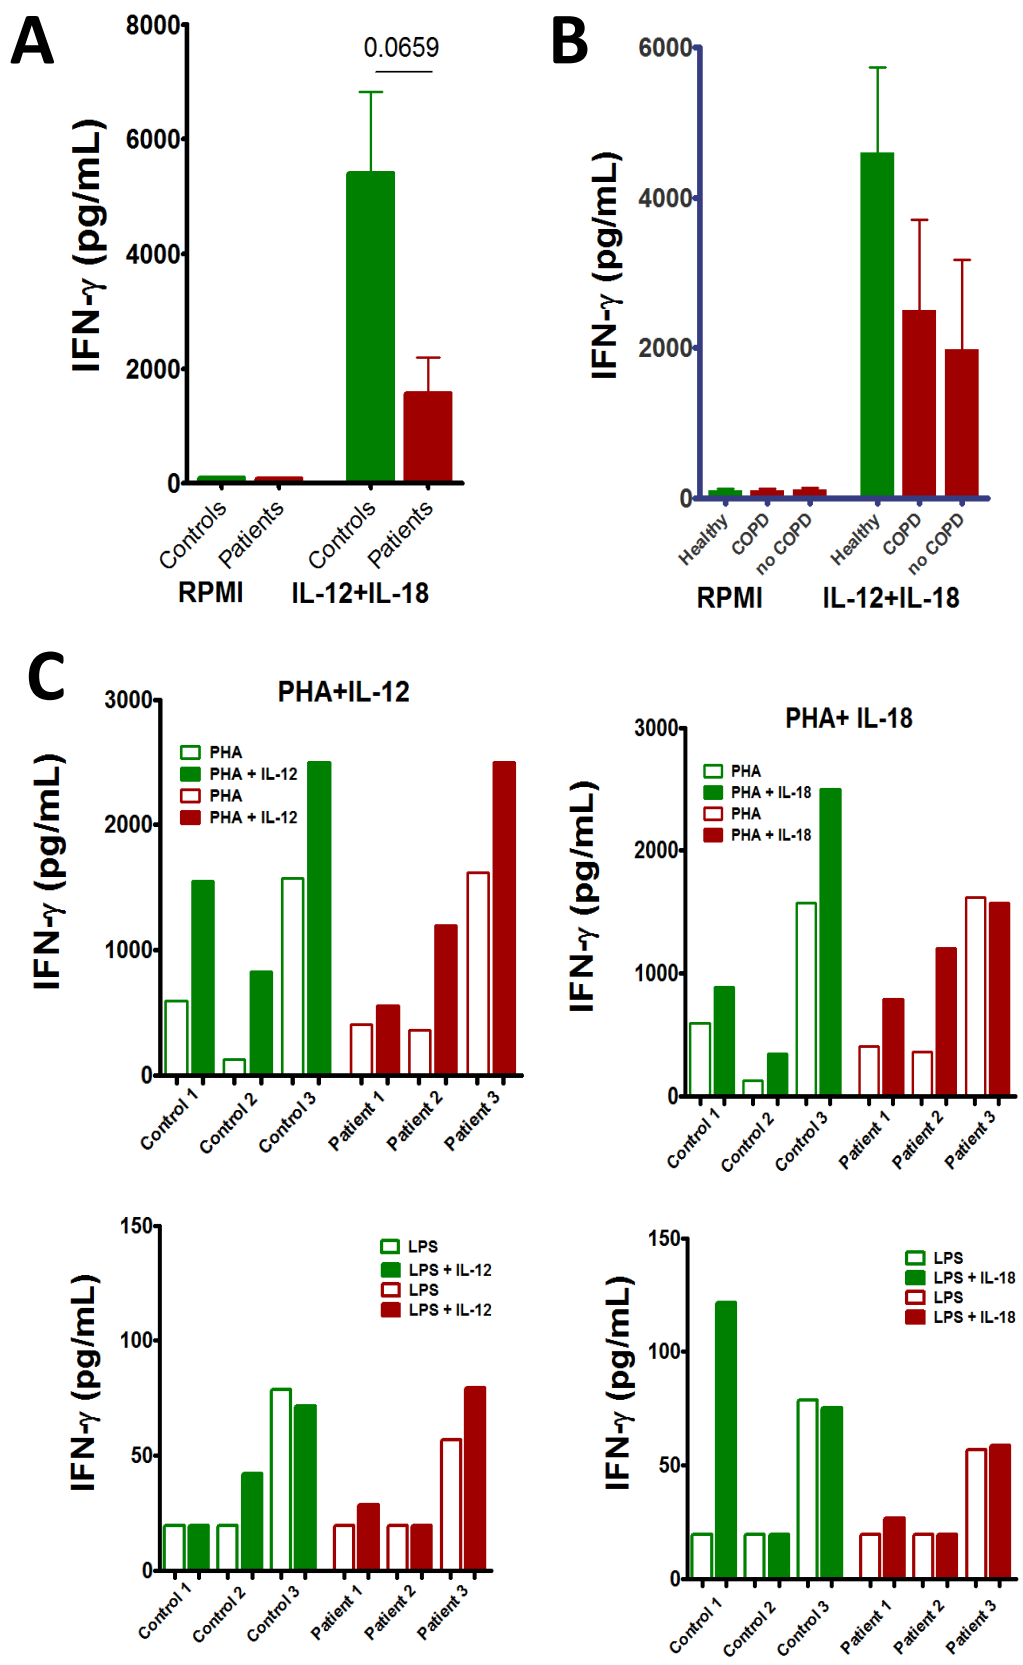 A
IFN-γ (pg/mL)
8000
6000
4000
2000
0
0.0659
Controls
Patients
Controls
Patients
RPMI
IL-12+IL-18
B
IFN-γ (pg/mL)
6000
4000
2000
0
Healthy
COPD
no COPD
Healthy
COPD
no COPD
RPMI
IL-12+IL-18
C
PHA+IL-12
IFN-γ (pg/mL)
3000
2000
1000
0
PHA
PHA + IL-12
PHA
PHA + IL-12
Control 1
Control 2
Control 3
Patient 1
Patient 2
Patient 3
PHA+ IL-18
IFN-γ (pg/mL)
3000
2000
1000
0
PHA
PHA + IL-18
PHA
PHA + IL-18
Control 1
Control 2
Control 3
Patient 1
Patient 2
Patient 3
IFN-γ (pg/mL)
150
100
50
0
LPS
LPS + IL-12
LPS
LPS + IL-12
Control 1
Control 2
Control 3
Patient 1
Patient 2
Patient 3
IFN-γ (pg/mL)
150
100
50
0
LPS
LPS + IL-18
LPS
LPS + IL-18
Control 1
Control 2
Control 3
Patient 1
Patient 2
Patient 3